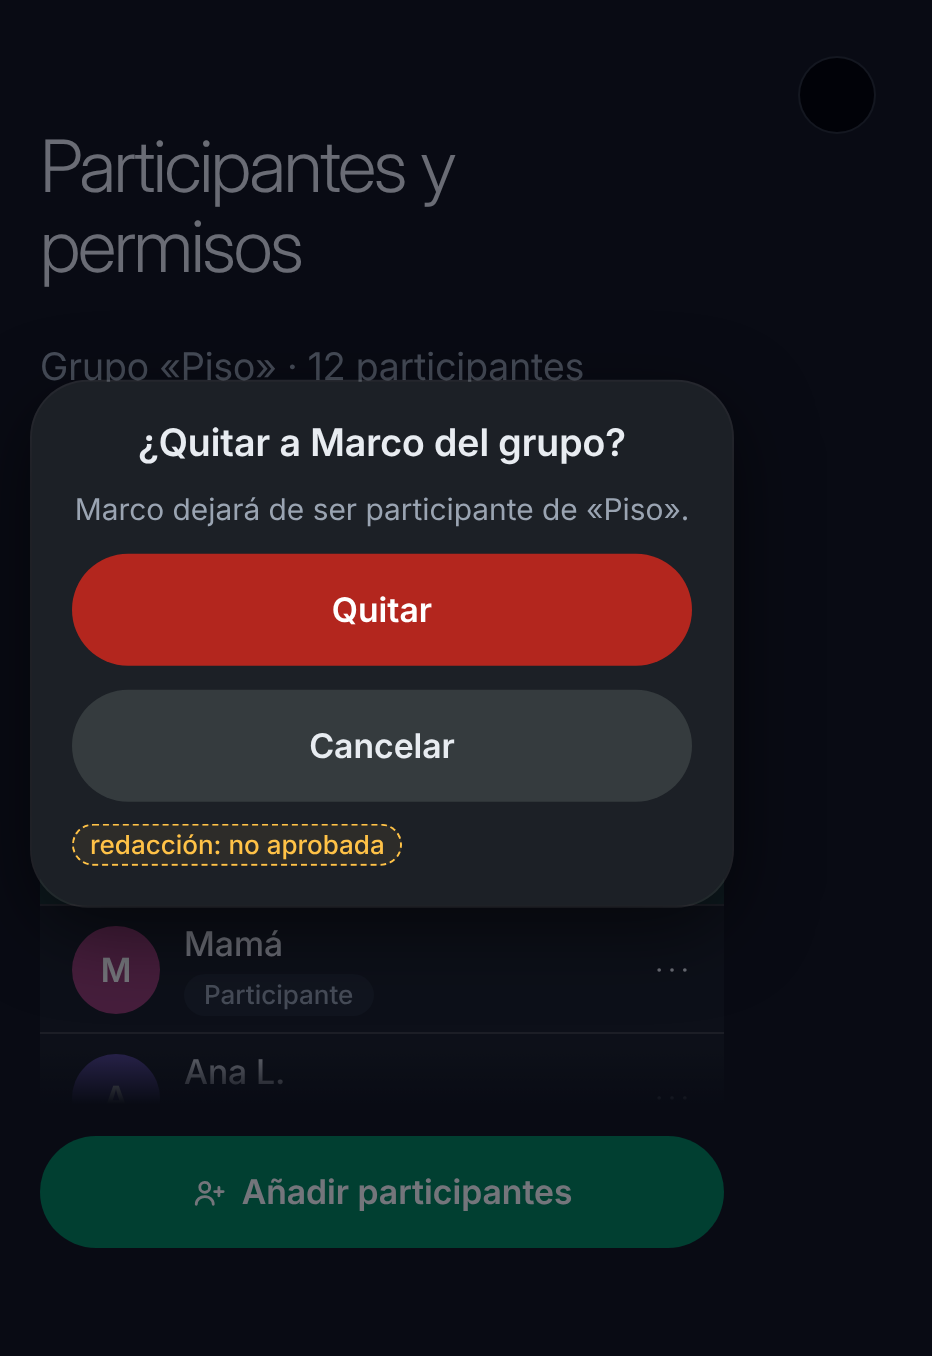 Participantes y
permisos
Grupo «Piso» · 12 participantes
¿Quitar a Marco del grupo?
Marco dejará de ser participante de «Piso».
Quitar
Cancelar
redacción: no aprobada
M
Mamá
Participante
...
A
Ana L.
...
Añadir participantes